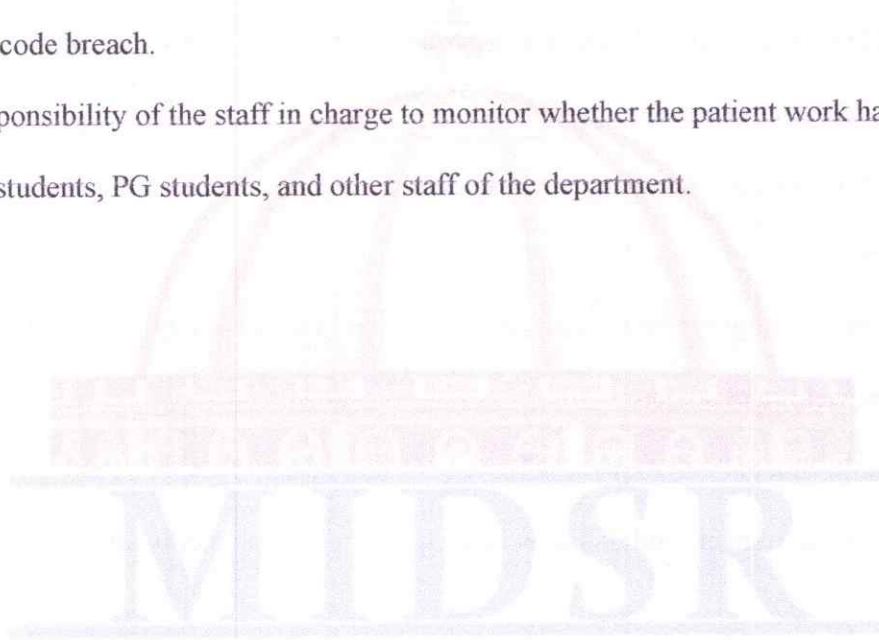 code breach.
ponsibility of the staff in charge to monitor whether the patient work ha
students, PG students, and other staff of the department.
MIDSR